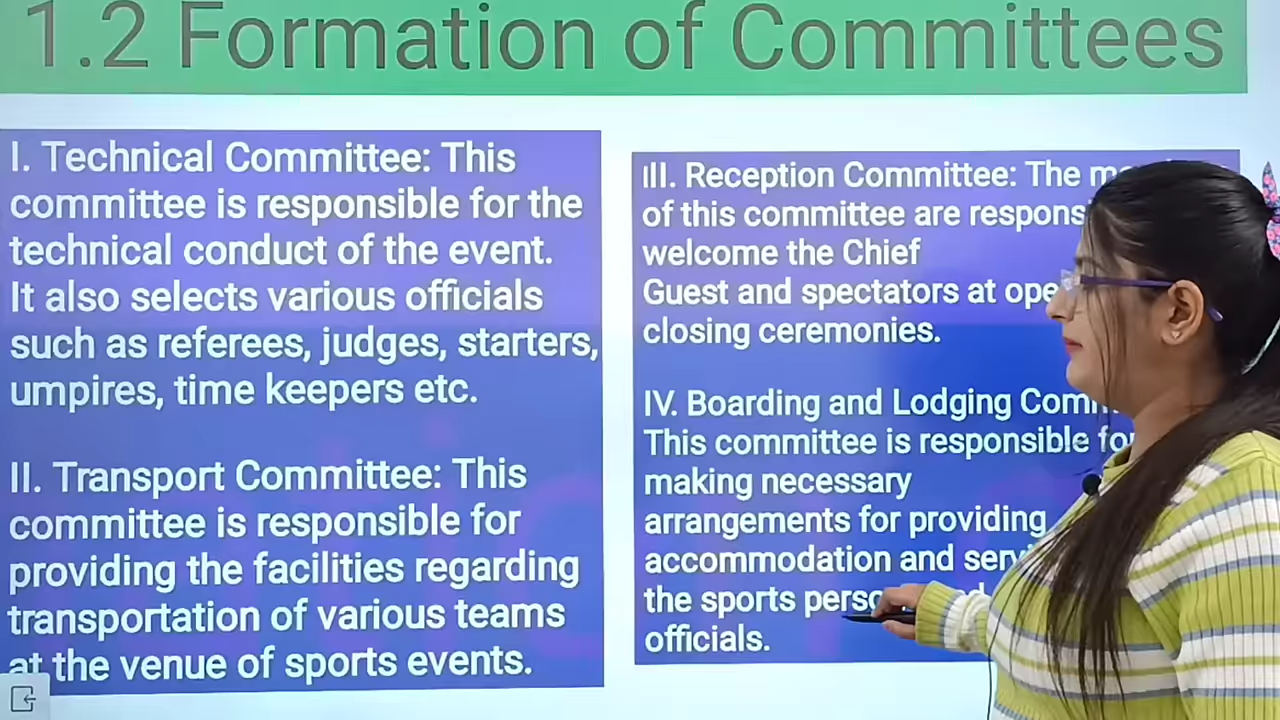 1.2 Formation of Committees
I. Technical Committee: This
committee is responsible for the
technical conduct of the event.
It also selects various officials
such as referees, judges, starters,
umpires, time keepers etc.
II. Transport Committee: This
committee is responsible for
providing the facilities regarding
transportation of various teams
at the venue of sports events.
III. Reception Committee: The
of this committee are
welcome the Chief
Guest and spectators at
closing ceremonies.
IV. Boarding and Lodging
This committee is responsible
making necessary
arrangements for providing
accommodation and
the sports
officials.